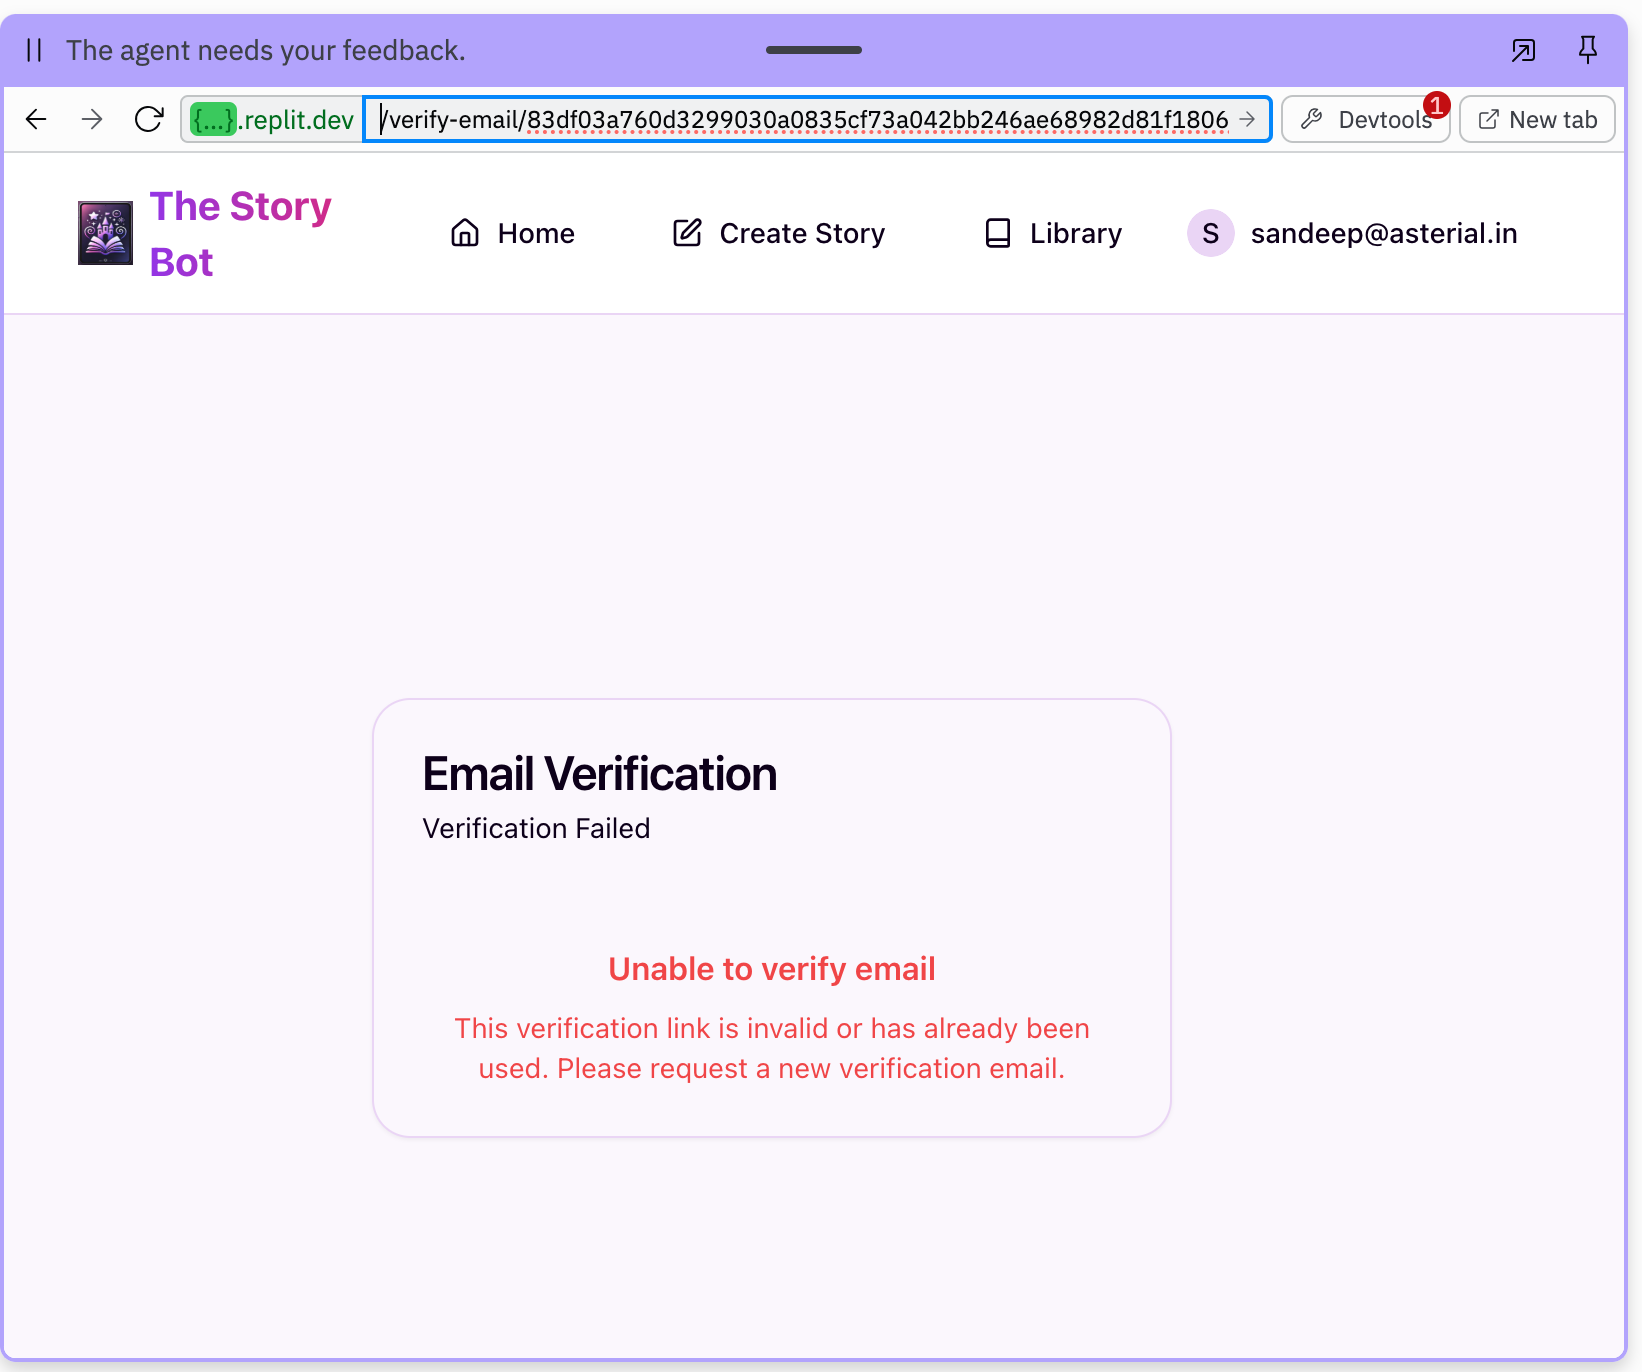 The agent needs your feedback.
{...}.replit.dev /verify-email/83df03a760d3299030a0835cf73a042bb246ae68982d81f1806 Devtools 1 New tab
The Story
Bot
Home Create Story Library S sandeep@asterial.in
Email Verification
Verification Failed
Unable to verify email
This verification link is invalid or has already been
used. Please request a new verification email.